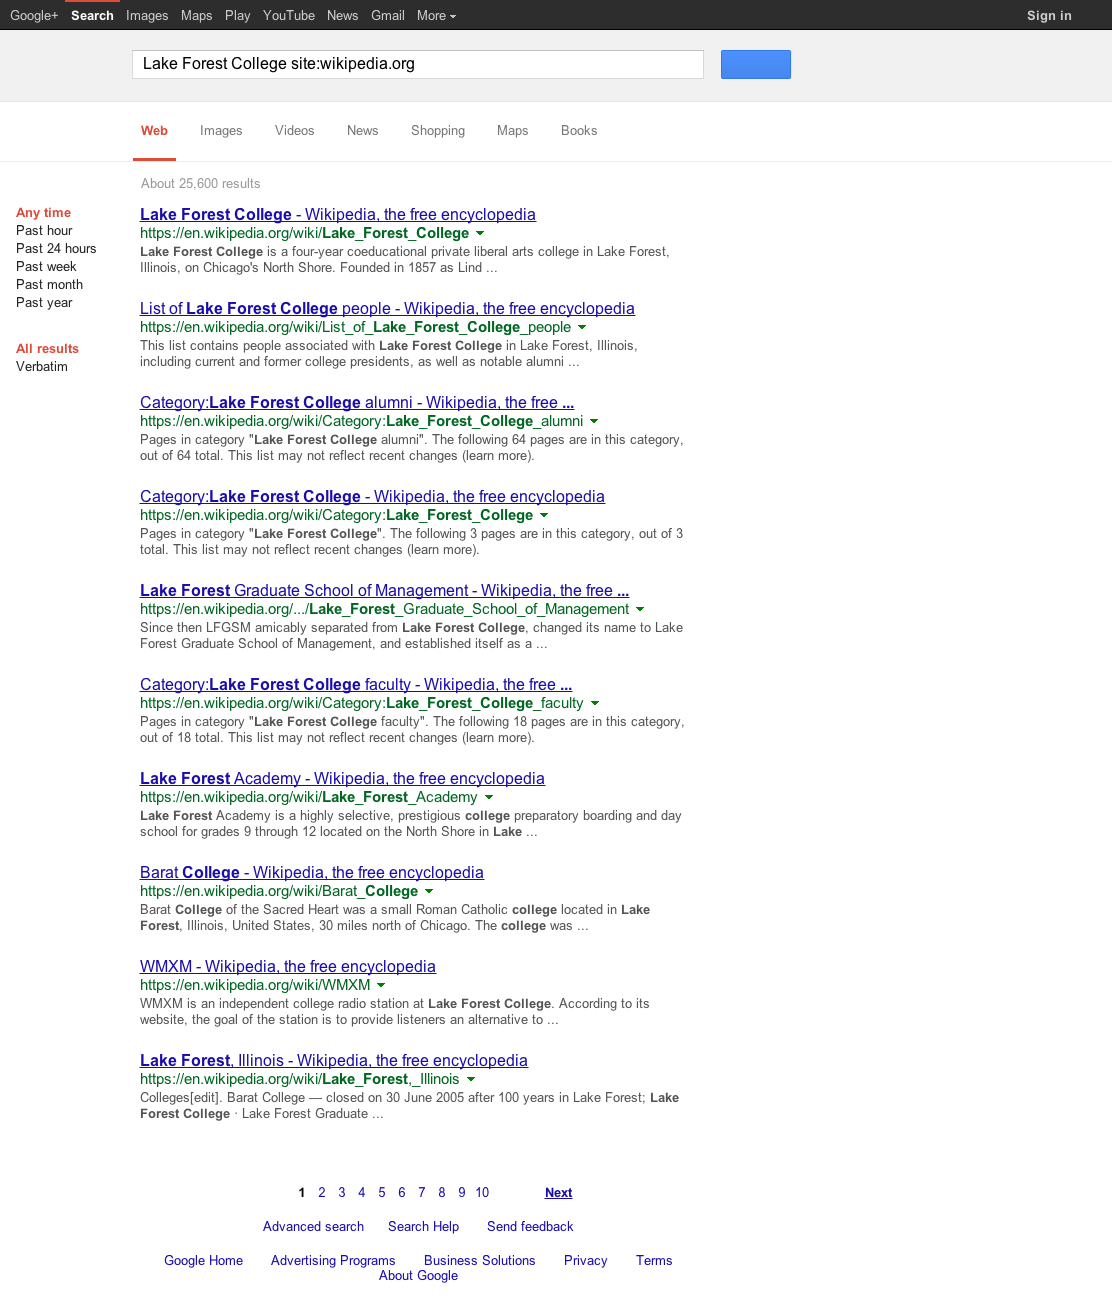 Google+ Search Images Maps Play YouTube News Gmail More Sign in
Lake Forest College site:wikipedia.org
Web Images Videos News Shopping Maps Books
About 25,600 results
Any time
Past hour
Past 24 hours
Past week
Past month
Past year
All results
Verbatim
Lake Forest College - Wikipedia, the free encyclopedia
https://en.wikipedia.org/wiki/Lake_Forest_College
Lake Forest College is a four-year coeducational private liberal arts college in Lake Forest,
Illinois, on Chicago's North Shore. Founded in 1857 as Lind ...
List of Lake Forest College people - Wikipedia, the free encyclopedia
https://en.wikipedia.org/wiki/List_of_Lake_Forest_College_people
This list contains people associated with Lake Forest College in Lake Forest, Illinois,
including current and former college presidents, as well as notable alumni ...
Category:Lake Forest College alumni - Wikipedia, the free ...
https://en.wikipedia.org/wiki/Category:Lake_Forest_College_alumni
Pages in category "Lake Forest College alumni". The following 64 pages are in this category,
out of 64 total. This list may not reflect recent changes (learn more).
Category:Lake Forest College - Wikipedia, the free encyclopedia
https://en.wikipedia.org/wiki/Category:Lake_Forest_College
Pages in category "Lake Forest College". The following 3 pages are in this category, out of 3
total. This list may not reflect recent changes (learn more).
Lake Forest Graduate School of Management - Wikipedia, the free ...
https://en.wikipedia.org/.../Lake_Forest_Graduate_School_of_Management
Since then LFGSM amicably separated from Lake Forest College, changed its name to Lake
Forest Graduate School of Management, and established itself as a ...
Category:Lake Forest College faculty - Wikipedia, the free ...
https://en.wikipedia.org/wiki/Category:Lake_Forest_College_faculty
Pages in category "Lake Forest College faculty". The following 18 pages are in this category,
out of 18 total. This list may not reflect recent changes (learn more).
Lake Forest Academy - Wikipedia, the free encyclopedia
https://en.wikipedia.org/wiki/Lake_Forest_Academy
Lake Forest Academy is a highly selective, prestigious college preparatory boarding and day
school for grades 9 through 12 located on the North Shore in Lake ...
Barat College - Wikipedia, the free encyclopedia
https://en.wikipedia.org/wiki/Barat_College
Barat College of the Sacred Heart was a small Roman Catholic college located in Lake
Forest, Illinois, United States, 30 miles north of Chicago. The college was ...
WMXM - Wikipedia, the free encyclopedia
https://en.wikipedia.org/wiki/WMXM
WMXM is an independent college radio station at Lake Forest College. According to its
website, the goal of the station is to provide listeners an alternative to ...
Lake Forest, Illinois - Wikipedia, the free encyclopedia
https://en.wikipedia.org/wiki/Lake_Forest,_Illinois
Colleges[edit]. Barat College — closed on 30 June 2005 after 100 years in Lake Forest; Lake
Forest College · Lake Forest Graduate ...
1 2 3 4 5 6 7 8 9 10 Next
Advanced search Search Help Send feedback
Google Home Advertising Programs Business Solutions Privacy Terms
About Google